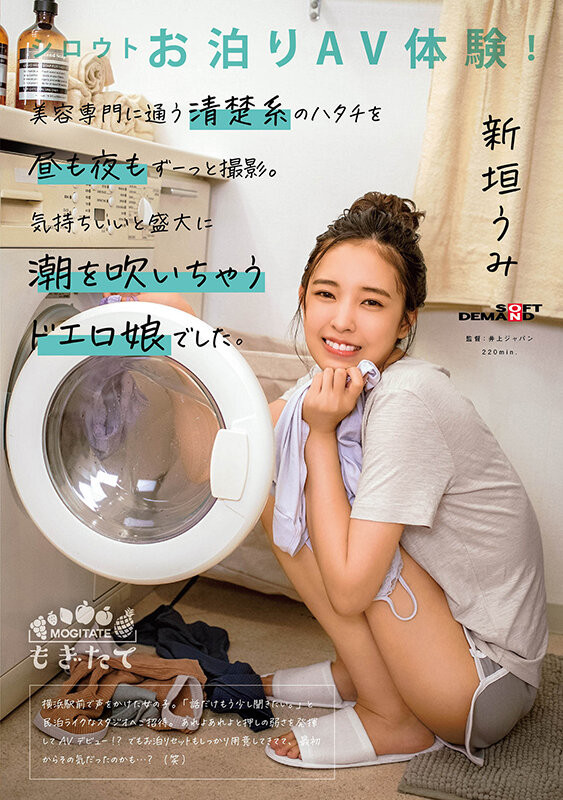 シロウトお泊りAV体験！
美容専門に通う清楚系のハタチを
昼も夜もずーっと撮影。
気持ちいいと盛大に
潮を吹いちゃう
ドエロ娘でした。
新垣うみ
SOFT
ON
DEMAND
監督：井上ジャパン
220min.
MOGITATE
もぎたて
横浜駅前で声をかけた女の子。「話だけもう少し聞きたい。」と
民泊ライクなスタジオへご招待。あれよあれよと押しの弱さを発揮
してAVデビュー！？でもお泊りセットもしっかり用意してきてて、最初
からその気だったのかも…？（笑）